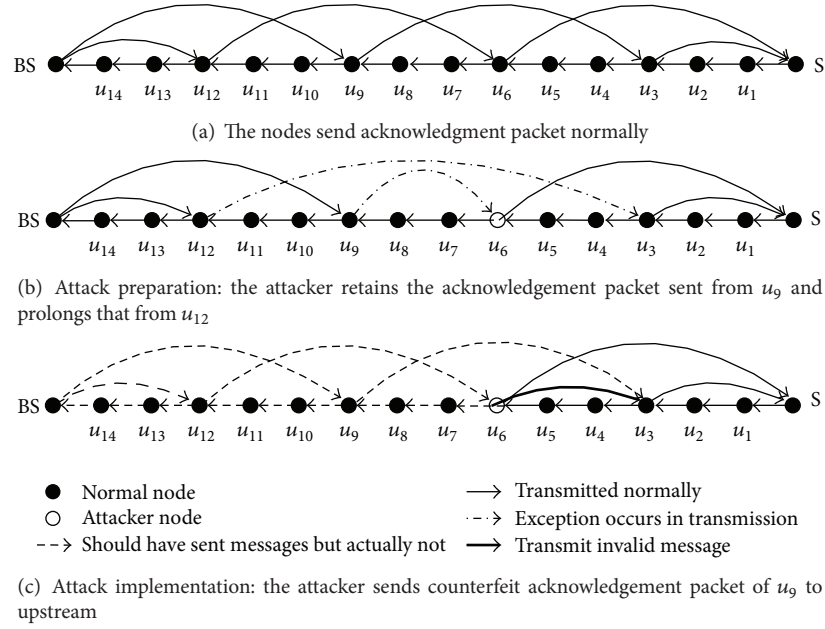 BS u₁₄ u₁₃ u₁₂ u₁₁ u₁₀ u₉ u₈ u₇ u₆ u₅ u₄ u₃ u₂ u₁ S
(a) The nodes send acknowledgment packet normally
BS u₁₄ u₁₃ u₁₂ u₁₁ u₁₀ u₉ u₈ u₇ u₆ u₅ u₄ u₃ u₂ u₁ S
(b) Attack preparation: the attacker retains the acknowledgement packet sent from u₉ and
prolongs that from u₁₂
BS u₁₄ u₁₃ u₁₂ u₁₁ u₁₀ u₉ u₈ u₇ u₆ u₅ u₄ u₃ u₂ u₁ S
Normal node
Attacker node
Should have sent messages but actually not
Transmitted normally
Exception occurs in transmission
Transmit invalid message
(c) Attack implementation: the attacker sends counterfeit acknowledgement packet of u₉ to
upstream